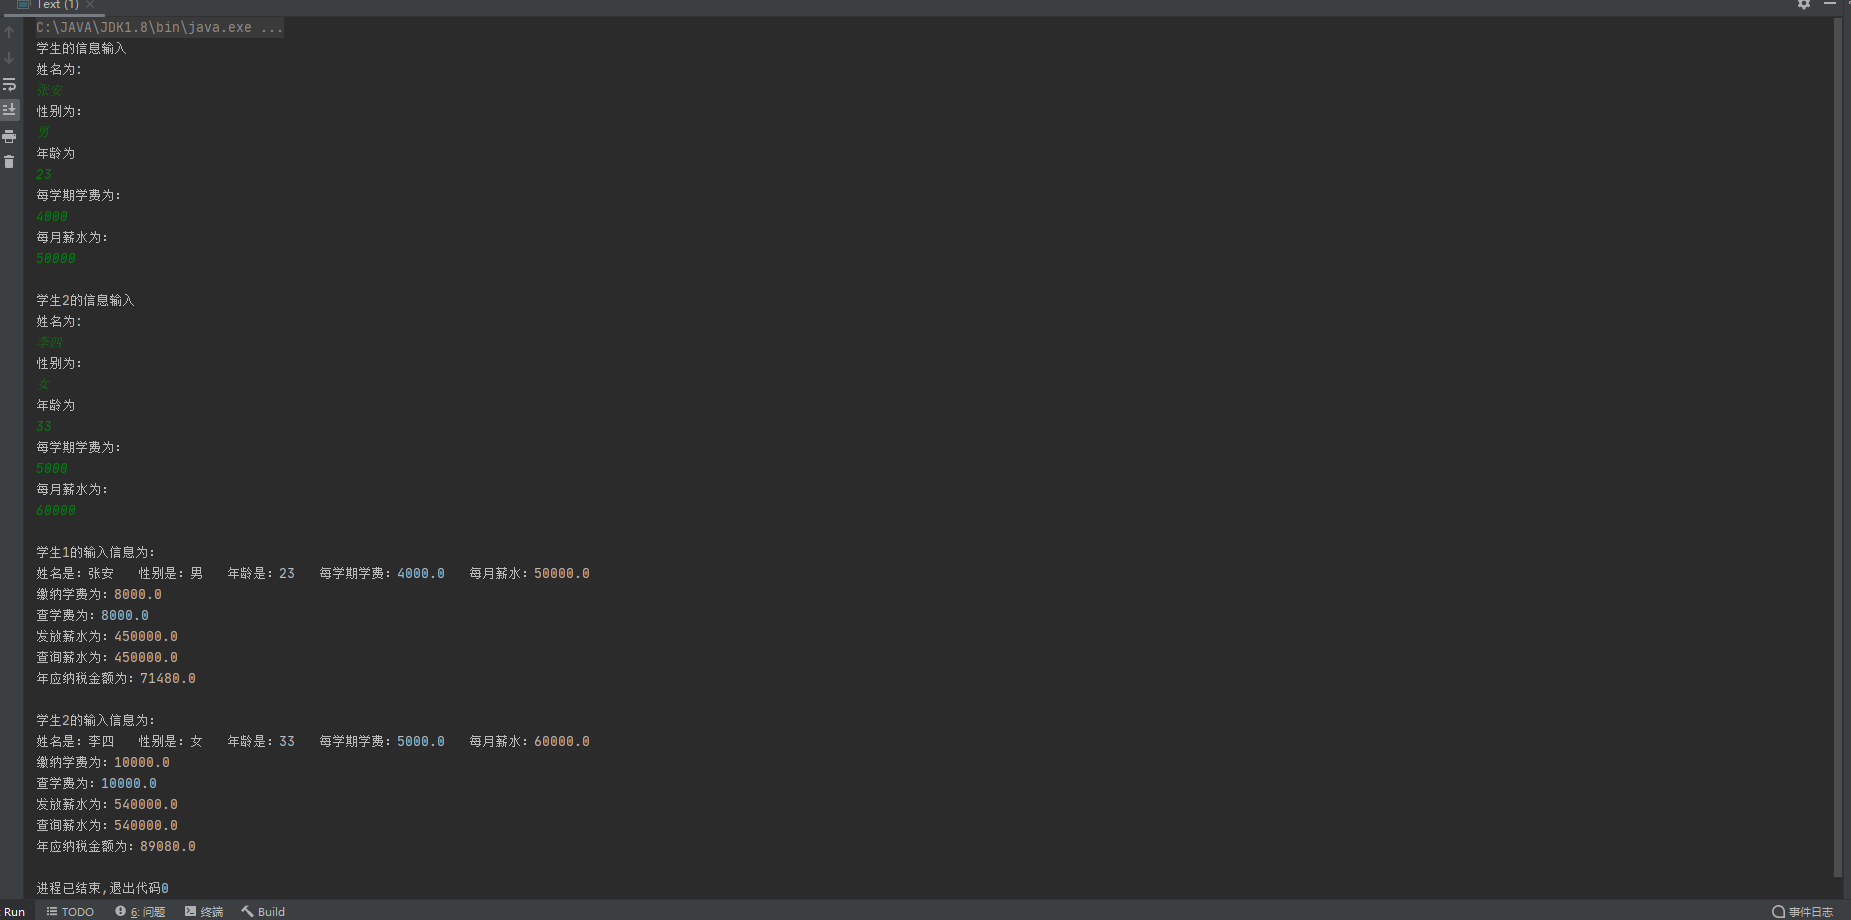 Text (1)
C:\JAVA\JDK1.8\bin\java.exe ...
学生的信息输入
姓名为:
张安
性别为:
男
年龄为
23
每学期学费为:
4000
每月薪水为:
50000
学生2的信息输入
姓名为:
李四
性别为:
女
年龄为
33
每学期学费为:
5000
每月薪水为:
60000
学生1的输入信息为:
姓名是: 张安 性别是: 男 年龄是: 23 每学期学费: 4000.0 每月薪水: 50000.0
缴纳学费为: 8000.0
查学费为: 8000.0
发放薪水为: 450000.0
查询薪水为: 450000.0
年应纳税金额为: 71480.0
学生2的输入信息为:
姓名是: 李四 性别是: 女 年龄是: 33 每学期学费: 5000.0 每月薪水: 60000.0
缴纳学费为: 10000.0
查学费为: 10000.0
发放薪水为: 540000.0
查询薪水为: 540000.0
年应纳税金额为: 89080.0
进程已结束,退出代码0
Run TODO 6: 问题 终端 Build 事件日志